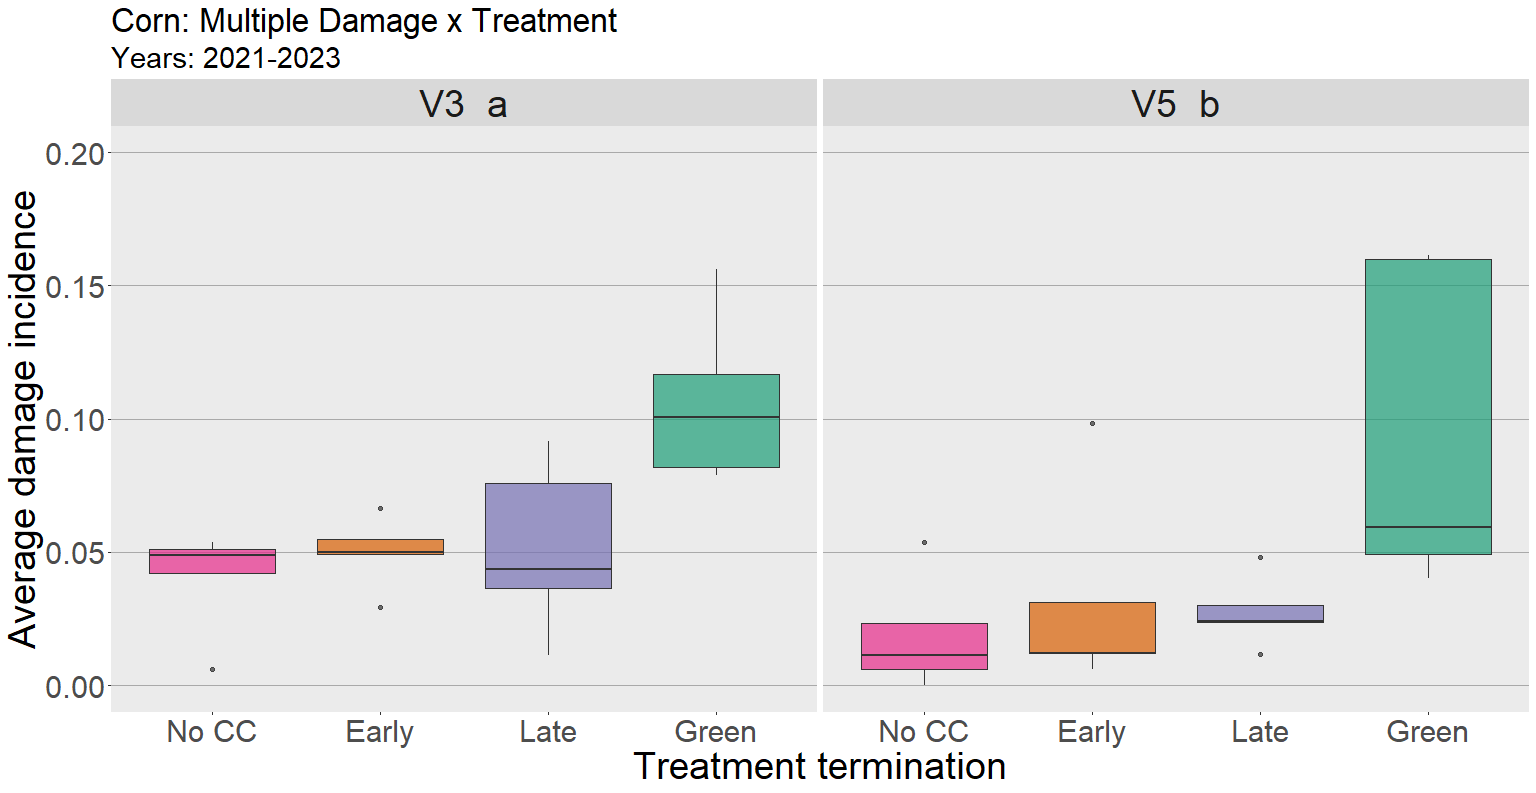 Corn: Multiple Damage x Treatment
Years: 2021-2023
V3 a
V5 b
Average damage incidence
0.20
0.15
0.10
0.05
0.00
No CC Early Late Green
No CC Early Late Green
Treatment termination